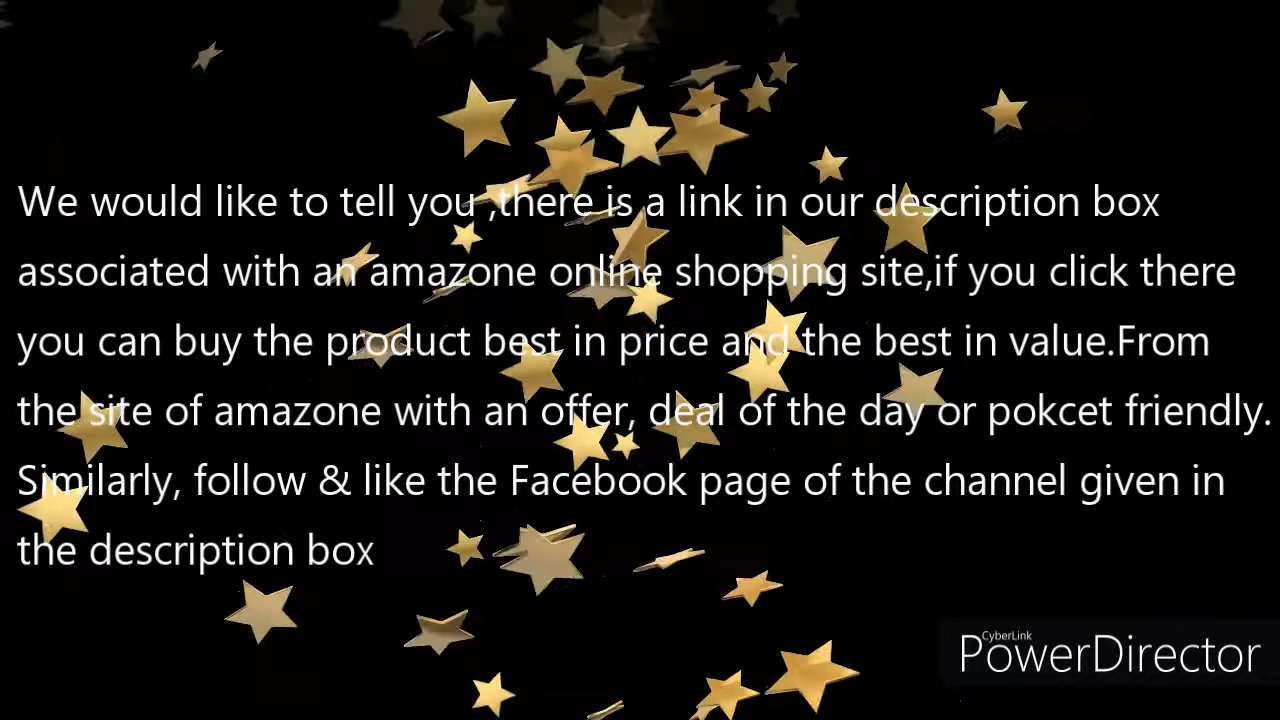 We would like to tell you ,there is a link in our description box
associated with an amazone online shopping site,if you click there
you can buy the product best in price and the best in value.From
the site of amazone with an offer, deal of the day or pokcet friendly.
Similarly, follow & like the Facebook page of the channel given in
the description box
CyberLink
PowerDirector